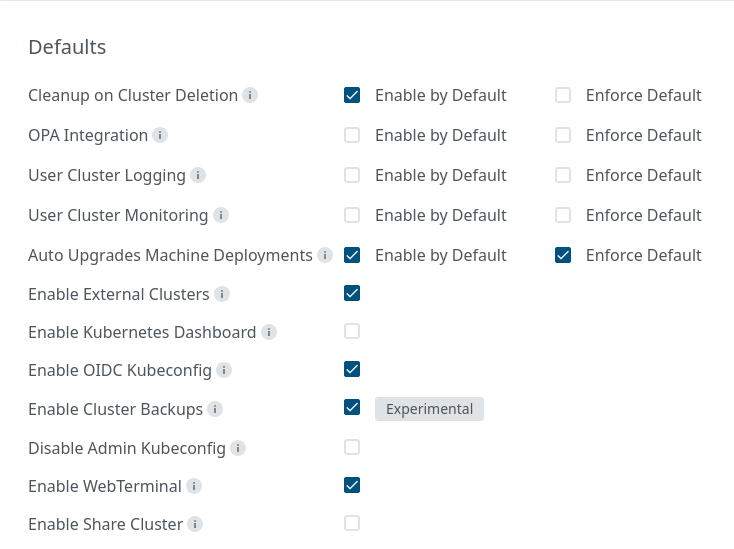 Defaults
Cleanup on Cluster Deletion Enable by Default Enforce Default
OPA Integration Enable by Default Enforce Default
User Cluster Logging Enable by Default Enforce Default
User Cluster Monitoring Enable by Default Enforce Default
Auto Upgrades Machine Deployments Enable by Default Enforce Default
Enable External Clusters
Enable Kubernetes Dashboard
Enable OIDC Kubeconfig
Enable Cluster Backups Experimental
Disable Admin Kubeconfig
Enable WebTerminal
Enable Share Cluster